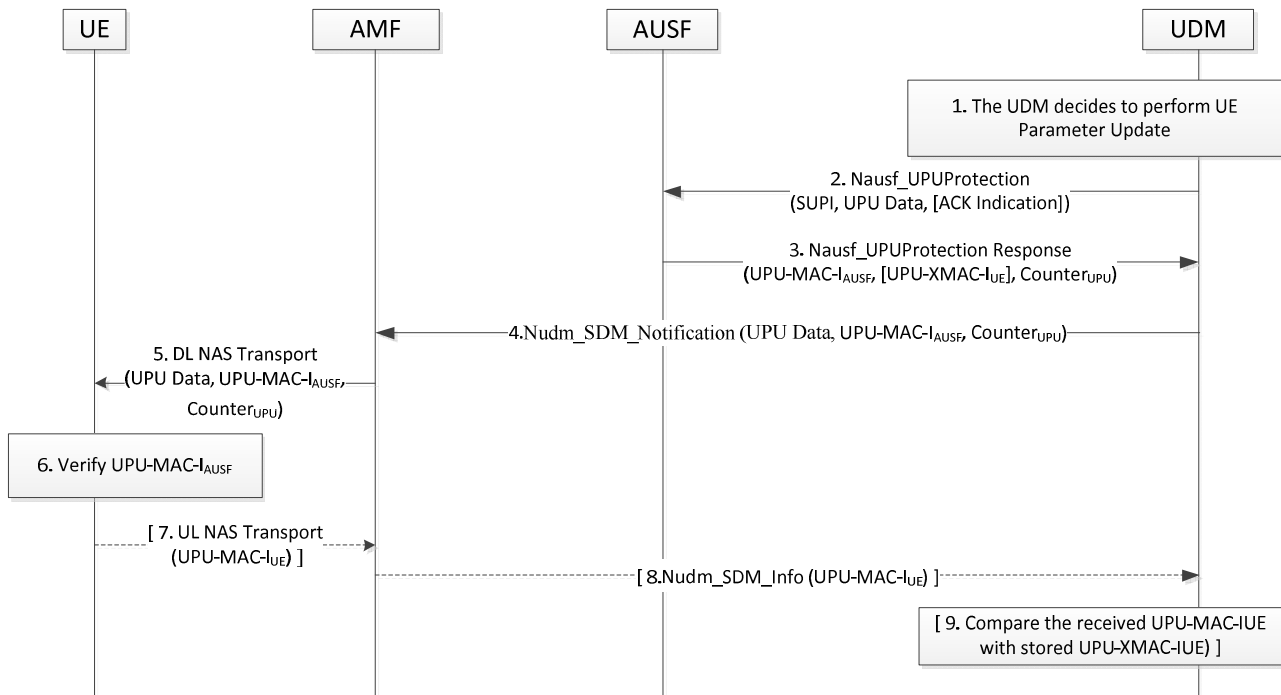 UE
AMF
AUSF
UDM
1. The UDM decides to perform UE
Parameter Update
2. Nausf_UPUProtection
(SUPI, UPU Data, [ACK Indication])
3. Nausf_UPUProtection Response
(UPU-MAC-IAUSF, [UPU-XMAC-IUE], CounterUPU)
4.Nudm_SDM_Notification (UPU Data, UPU-MAC-IAUSF, CounterUPU)
5. DL NAS Transport
(UPU Data, UPU-MAC-IAUSF,
CounterUPU)
6. Verify UPU-MAC-IAUSF
[ 7. UL NAS Transport
(UPU-MAC-IUE) ]
[ 8.Nudm_SDM_Info (UPU-MAC-IUE) ]
[ 9. Compare the received UPU-MAC-IUE
with stored UPU-XMAC-IUE) ]